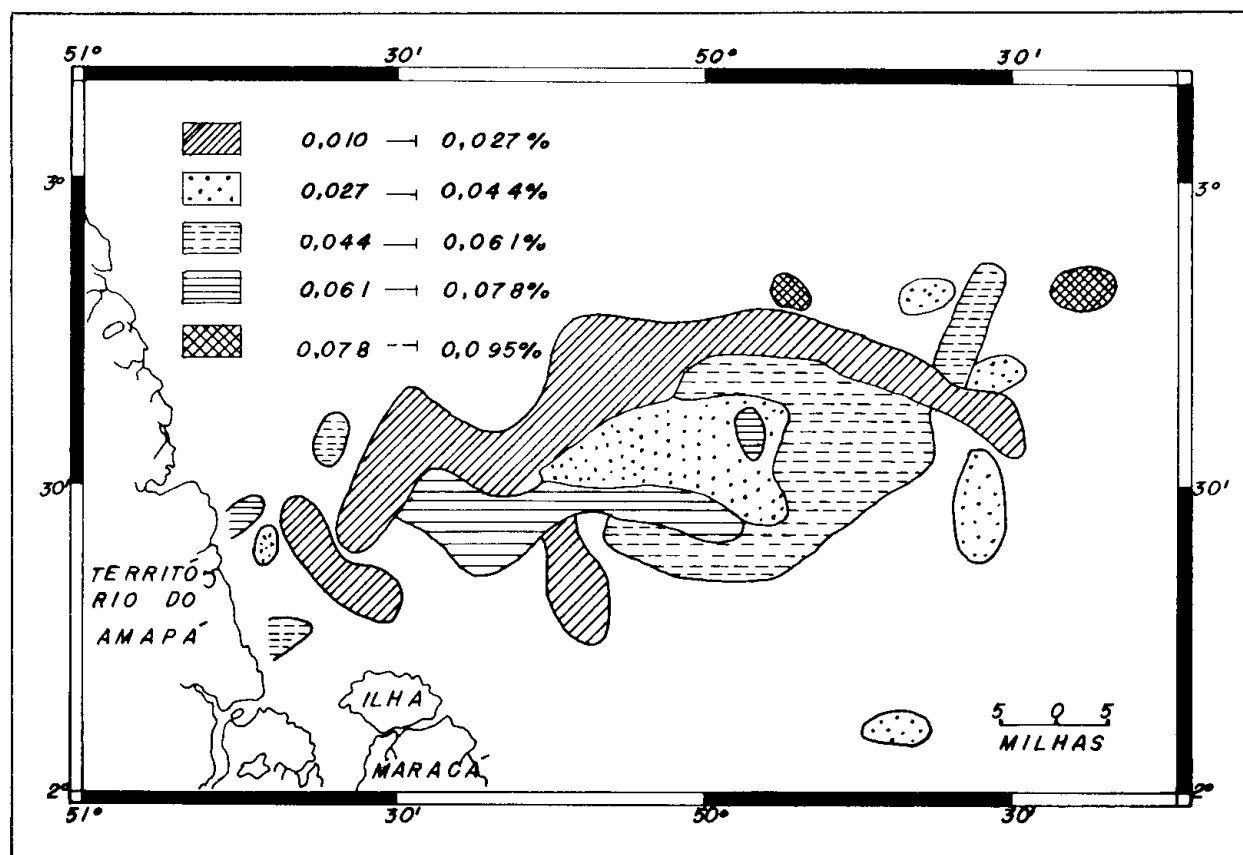 51° 30' 50° 30'
0,010 ⊣ 0,027%
3° 0,027 ⊣ 0,044% 3°
0,044 ⊣ 0,061%
0,061 ⊣ 0,078%
0,078 ⊣ 0,095%
30' 30'
TERRITÓ
RIO DO
AMAPÁ
ILHA
MARACÁ
5 0 5
MILHAS
2° 2°
51° 30' 50° 30'